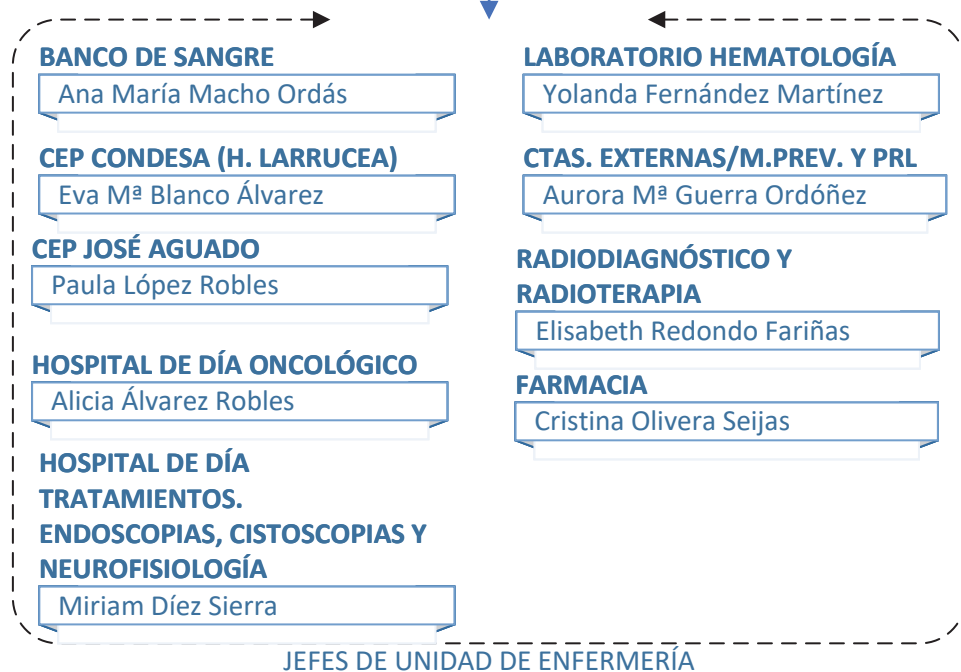 BANCO DE SANGRE
Ana María Macho Ordás
CEP CONDESA (H. LARRUCEA)
Eva Mª Blanco Álvarez
CEP JOSÉ AGUADO
Paula López Robles
HOSPITAL DE DÍA ONCOLÓGICO
Alicia Álvarez Robles
HOSPITAL DE DÍA
TRATAMIENTOS.
ENDOSCOPIAS, CISTOSCOPIAS Y
NEUROFISIOLOGÍA
Miriam Díez Sierra
LABORATORIO HEMATOLOGÍA
Yolanda Fernández Martínez
CTAS. EXTERNAS/M.PREV. Y PRL
Aurora Mª Guerra Ordóñez
RADIODIAGNÓSTICO Y
RADIOTERAPIA
Elisabeth Redondo Fariñas
FARMACIA
Cristina Olivera Seijas
JEFES DE UNIDAD DE ENFERMERÍA